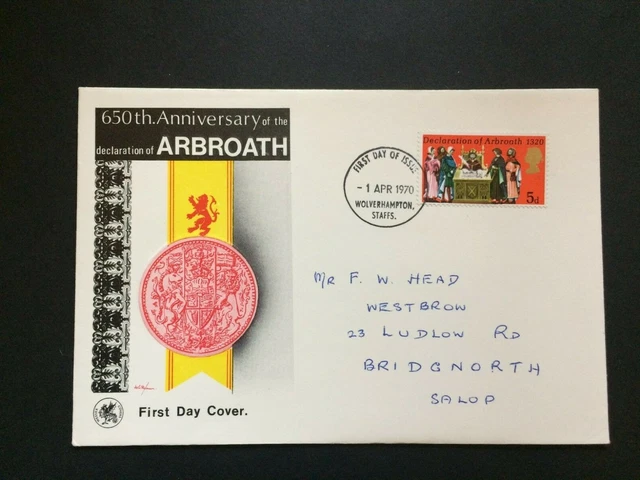 650th.Anniversary of the
declaration of ARBROATH
First Day Cover.
FIRST DAY OF ISSUE
- 1 APR 1970
WOLVERHAMPTON,
STAFFS.
Declaration of Arbroath 1320
5d
Mr F. W. HEAD
WESTBROW
23 LUDLOW RD
BRIDGNORTH
SALOP